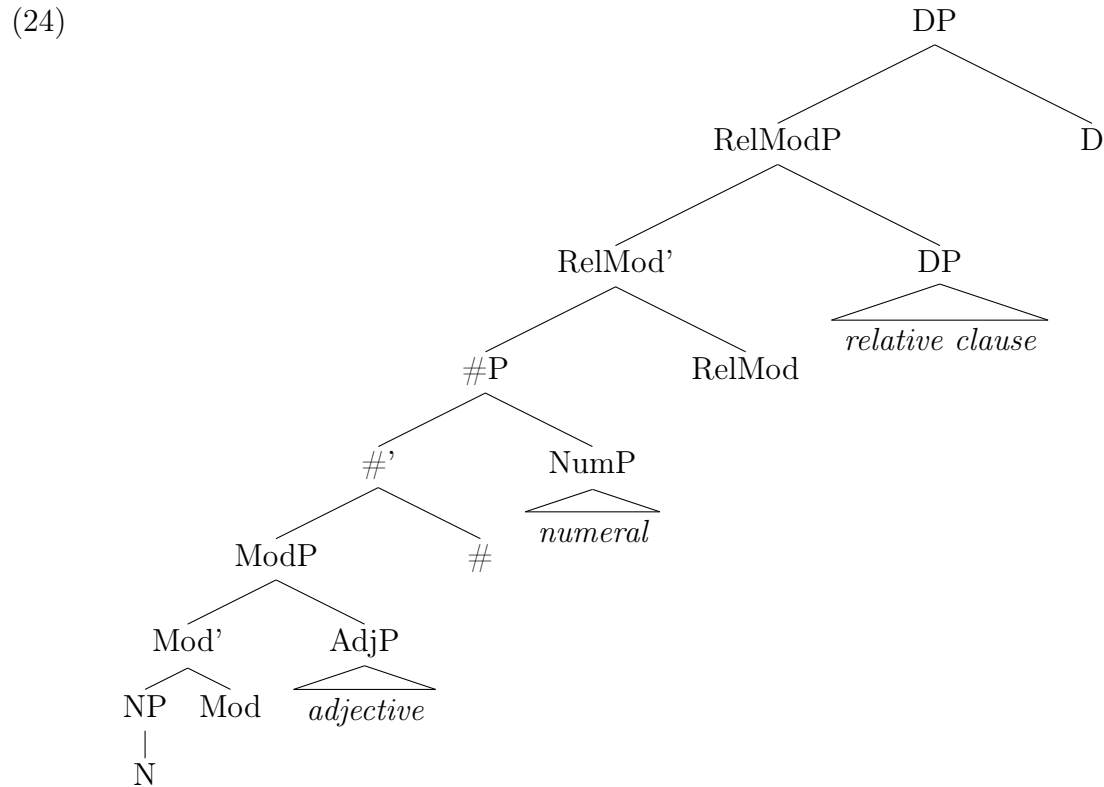 (24) DP
RelModP D
RelMod' DP
relative clause
#P RelMod
#' NumP
numeral
ModP #
Mod' AdjP
NP Mod adjective
N